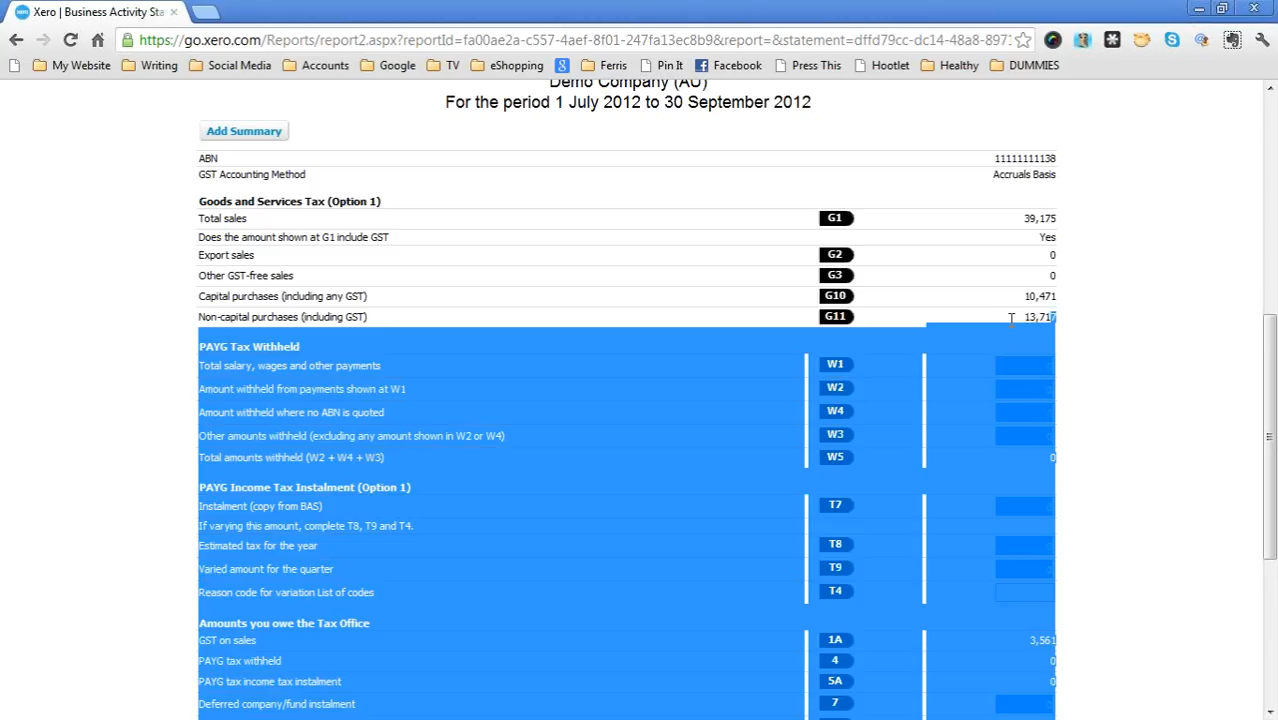 Xero | Business Activity Sta
https://go.xero.com/Reports/report2.aspx?reportId=fa00ae2a-c557-4aef-8f01-247fa13ec8b9&report=&statement=dffd79cc-dc14-48a8-897
My Website Writing Social Media Accounts Google TV eShopping Ferris Pin It Facebook Press This Hootlet Healthy DUMMIES
Demo Company (AU)
For the period 1 July 2012 to 30 September 2012
Add Summary
ABN 11111111138
GST Accounting Method Accruals Basis
Goods and Services Tax (Option 1)
Total sales G1 39,175
Does the amount shown at G1 include GST Yes
Export sales G2 0
Other GST-free sales G3 0
Capital purchases (including any GST) G10 10,471
Non-capital purchases (including GST) G11 13,717
PAYG Tax Withheld
Total salary, wages and other payments W1
Amount withheld from payments shown at W1 W2
Amount withheld where no ABN is quoted W4
Other amounts withheld (excluding any amount shown in W2 or W4) W3
Total amounts withheld (W2 + W4 + W3) W5 0
PAYG Income Tax Instalment (Option 1)
Instalment (copy from BAS) T7
If varying this amount, complete T8, T9 and T4.
Estimated tax for the year T8
Varied amount for the quarter T9
Reason code for variation List of codes T4
Amounts you owe the Tax Office
GST on sales 1A 3,561
PAYG tax withheld 4 0
PAYG tax income tax instalment 5A 0
Deferred company/fund instalment 7